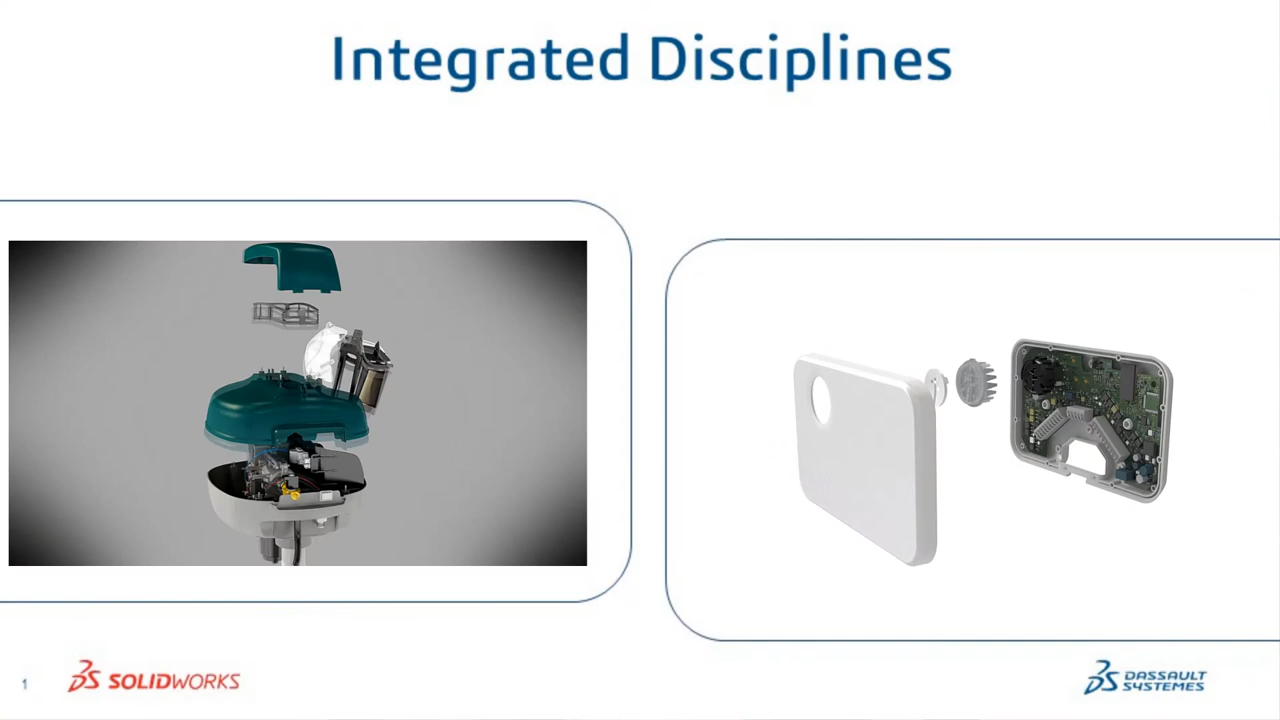 Integrated Disciplines
1
SOLIDWORKS
DASSAULT
SYSTEMES